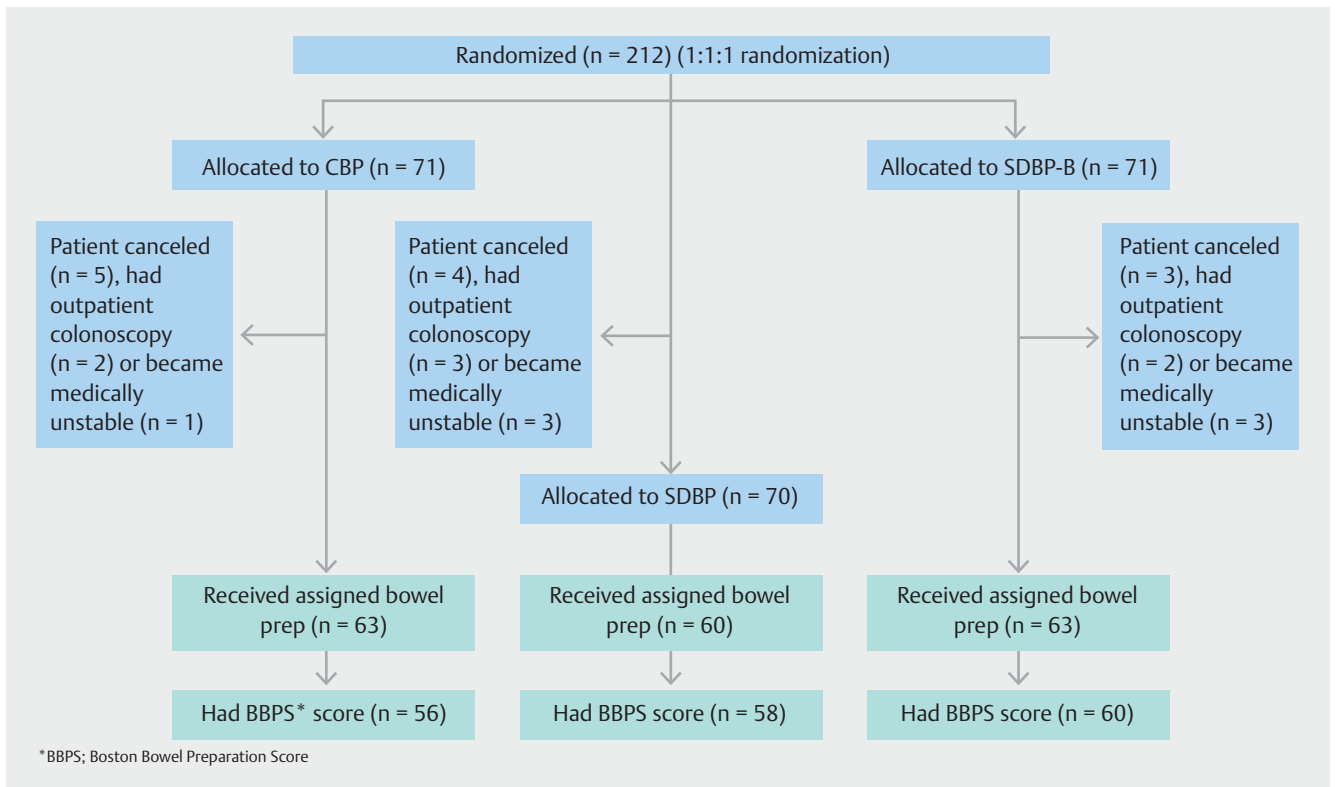 Randomized (n = 212) (1:1:1 randomization)
Allocated to CBP (n = 71)
Allocated to SDBP-B (n = 71)
Patient canceled
(n = 5), had
outpatient
colonoscopy
(n = 2) or became
medically
unstable (n = 1)
Patient canceled
(n = 4), had
outpatient
colonoscopy
(n = 3) or became
medically
unstable (n = 3)
Patient canceled
(n = 3), had
outpatient
colonoscopy
(n = 2) or became
medically
unstable (n = 3)
Allocated to SDBP (n = 70)
Received assigned bowel
prep (n = 63)
Received assigned bowel
prep (n = 60)
Received assigned bowel
prep (n = 63)
Had BBPS* score (n = 56)
Had BBPS score (n = 58)
Had BBPS score (n = 60)
*BBPS; Boston Bowel Preparation Score